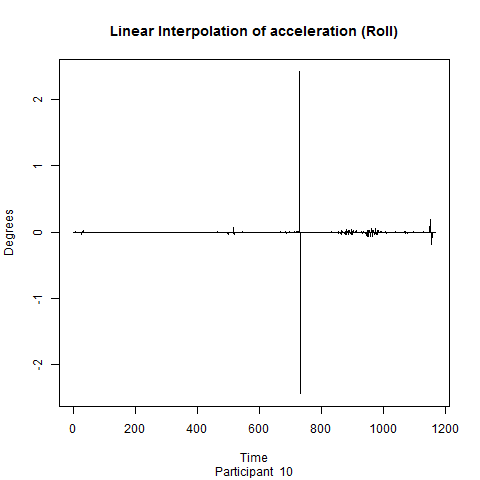 Linear Interpolation of acceleration (Roll)
Degrees
2
1
0
-1
-2
0 200 400 600 800 1000 1200
Time
Participant 10